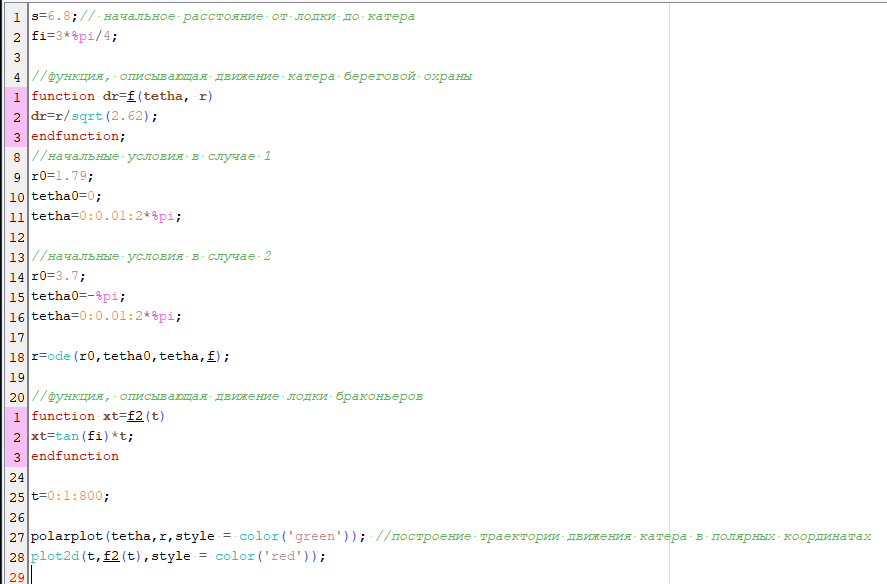 1 s=6.8;// начальное расстояние от лодки до катера
2 fi=3*%pi/4;
3
4 //функция, описывающая движение катера береговой охраны
1 function dr=f(tetha, r)
2 dr=r/sqrt(2.62);
3 endfunction;
8 //начальные условия в случае 1
9 r0=1.79;
10 tetha0=0;
11 tetha=0:0.01:2*%pi;
12
13 //начальные условия в случае 2
14 r0=3.7;
15 tetha0=-%pi;
16 tetha=0:0.01:2*%pi;
17
18 r=ode(r0,tetha0,tetha,f);
19
20 //функция, описывающая движение лодки браконьеров
1 function xt=f2(t)
2 xt=tan(fi)*t;
3 endfunction
24
25 t=0:1:800;
26
27 polarplot(tetha,r,style = color('green')); //построение траектории движения катера в полярных координатах
28 plot2d(t,f2(t),style = color('red'));
29